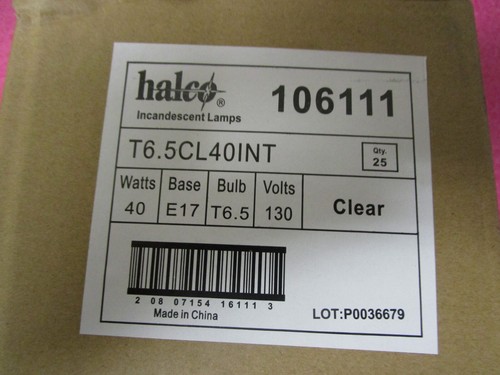 halco®
106111
Incandescent Lamps
T6.5CL40INT
Qty.
25
Watts Base Bulb Volts
40 E17 T6.5 130
Clear
2 08 07154 16111 3
Made in China
LOT:P0036679